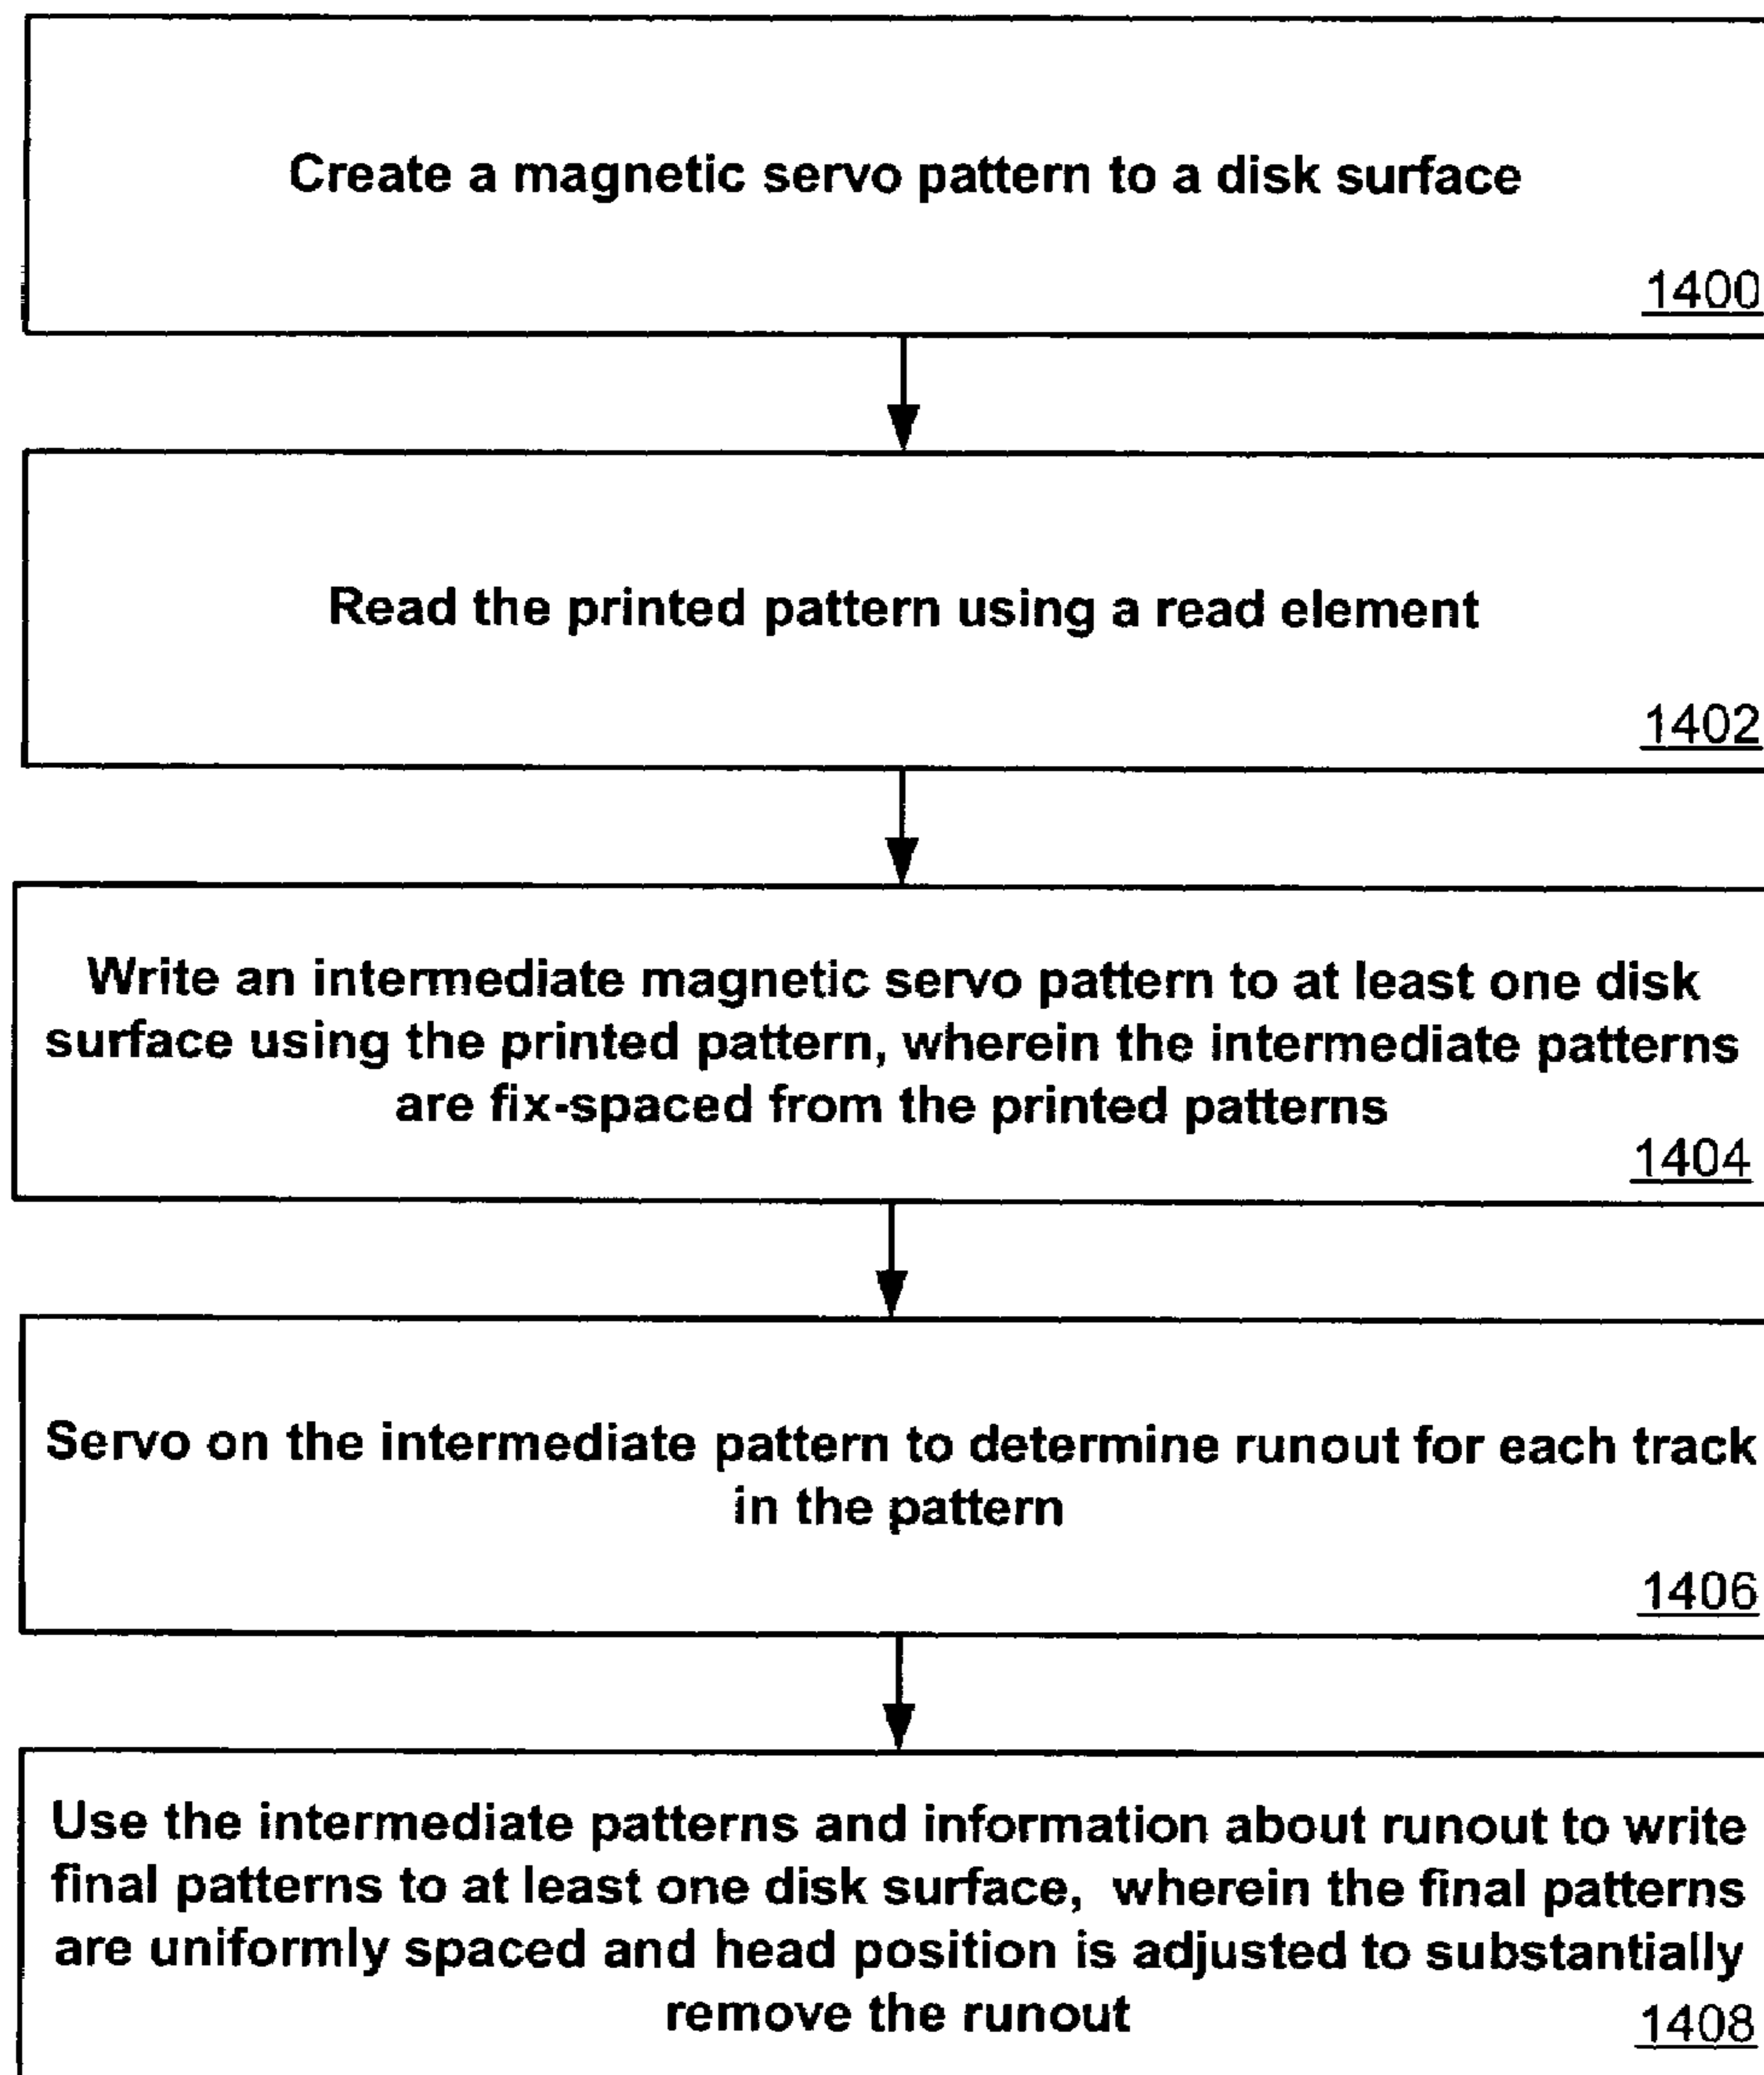 Create a magnetic servo pattern to a disk surface
1400
Read the printed pattern using a read element
1402
Write an intermediate magnetic servo pattern to at least one disk
surface using the printed pattern, wherein the intermediate patterns
are fix-spaced from the printed patterns
1404
Servo on the intermediate pattern to determine runout for each track
in the pattern
1406
Use the intermediate patterns and information about runout to write
final patterns to at least one disk surface, wherein the final patterns
are uniformly spaced and head position is adjusted to substantially
remove the runout
1408